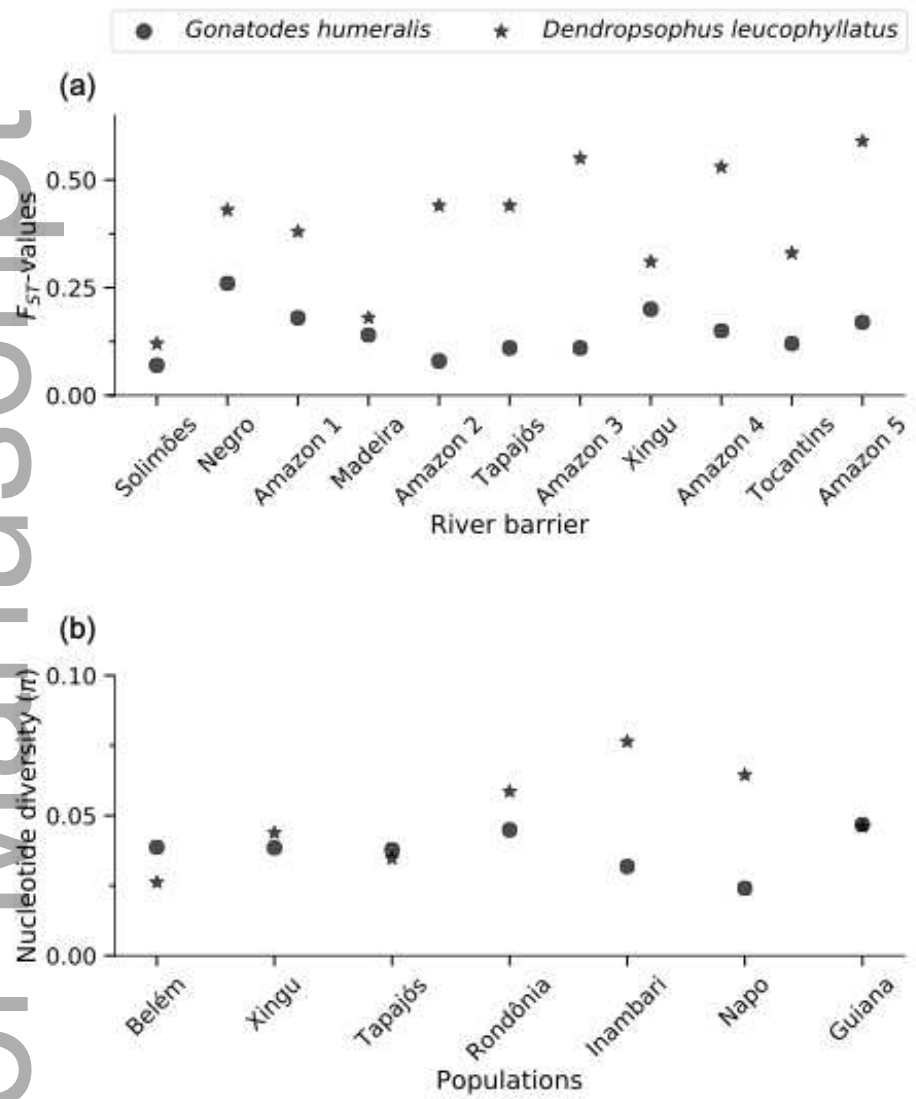 Gonatodes humeralis Dendropsophus leucophyllatus
(a)
0.50
0.25
0.00
F_ST-values
Solimões Negro Amazon 1 Madeira Amazon 2 Tapajós Amazon 3 Xingu Amazon 4 Tocantins Amazon 5
River barrier
(b)
0.10
0.05
0.00
Nucleotide diversity (π)
Belém Xingu Tapajós Rondônia Inambari Napo Guiana
Populations